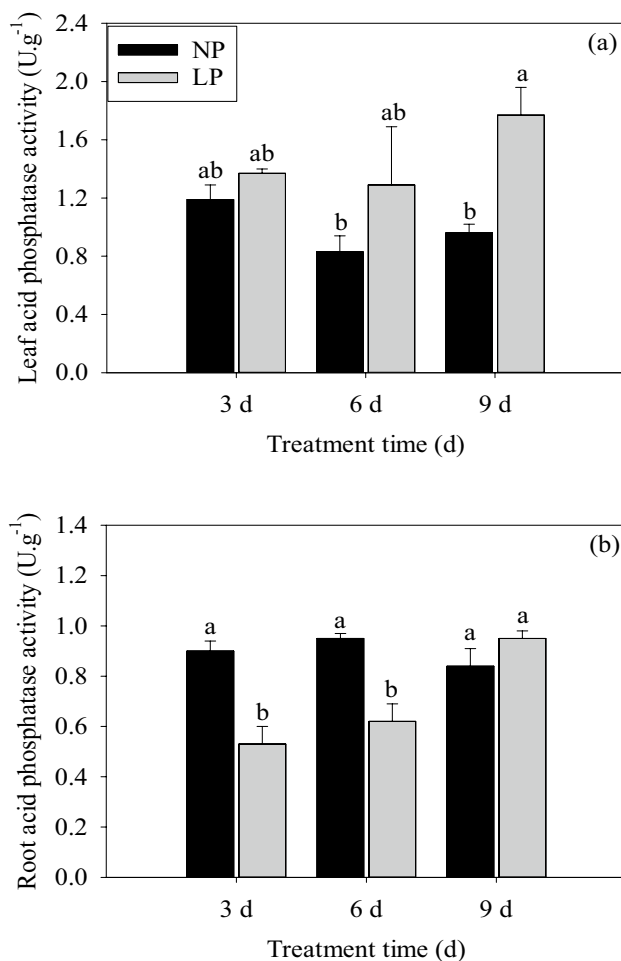 (a)
NP
LP
Leaf acid phosphatase activity (U.g-1)
2.4
2.0
1.6
1.2
0.8
0.4
0.0
ab
ab
b
ab
b
a
3 d
6 d
9 d
Treatment time (d)
(b)
Root acid phosphatase activity (U.g-1)
1.4
1.2
1.0
0.8
0.6
0.4
0.2
0.0
a
b
a
b
a
a
3 d
6 d
9 d
Treatment time (d)